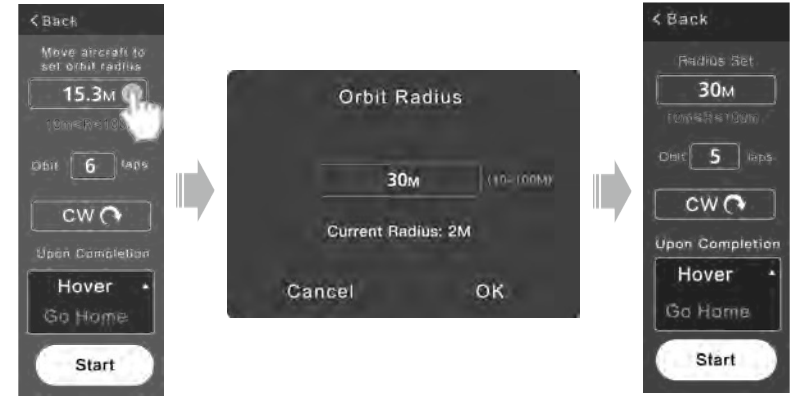 < Back
Move aircraft to
set orbit radius
15.3M
Orbit 6 laps
CW
Upon Completion
Hover
Go Home
Start
Orbit Radius
30M (10-100M)
Current Radius: 2M
Cancel OK
< Back
Radius Set
30M
Orbit 5 laps
CW
Upon Completion
Hover
Go Home
Start